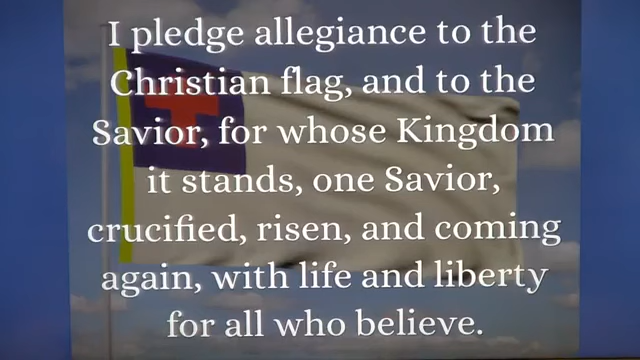 I pledge allegiance to the
Christian flag, and to the
Savior, for whose Kingdom
it stands, one Savior,
crucified, risen, and coming
again, with life and liberty
for all who believe.